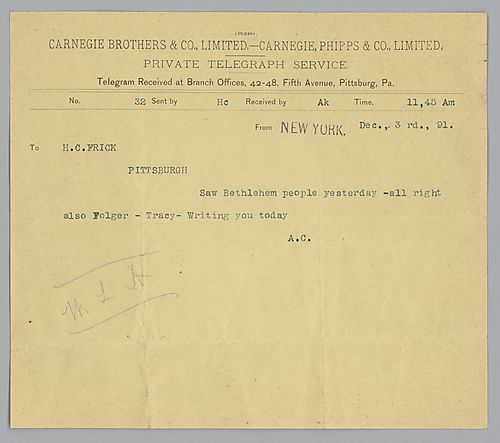 CARNEGIE BROTHERS & CO., LIMITED.—CARNEGIE, PHIPPS & CO., LIMITED,
PRIVATE TELEGRAPH SERVICE
Telegram Received at Branch Offices, 42-48, Fifth Avenue, Pittsburg, Pa.
No. 32 Sent by Hc Received by Ak Time, 11,45 Am
From NEW YORK. Dec.,. 3 rd., 91.
To H.C.FRICK
PITTSBURGH
Saw Bethlehem people yesterday -all right
also Folger - Tracy- Writing you today
A.C.